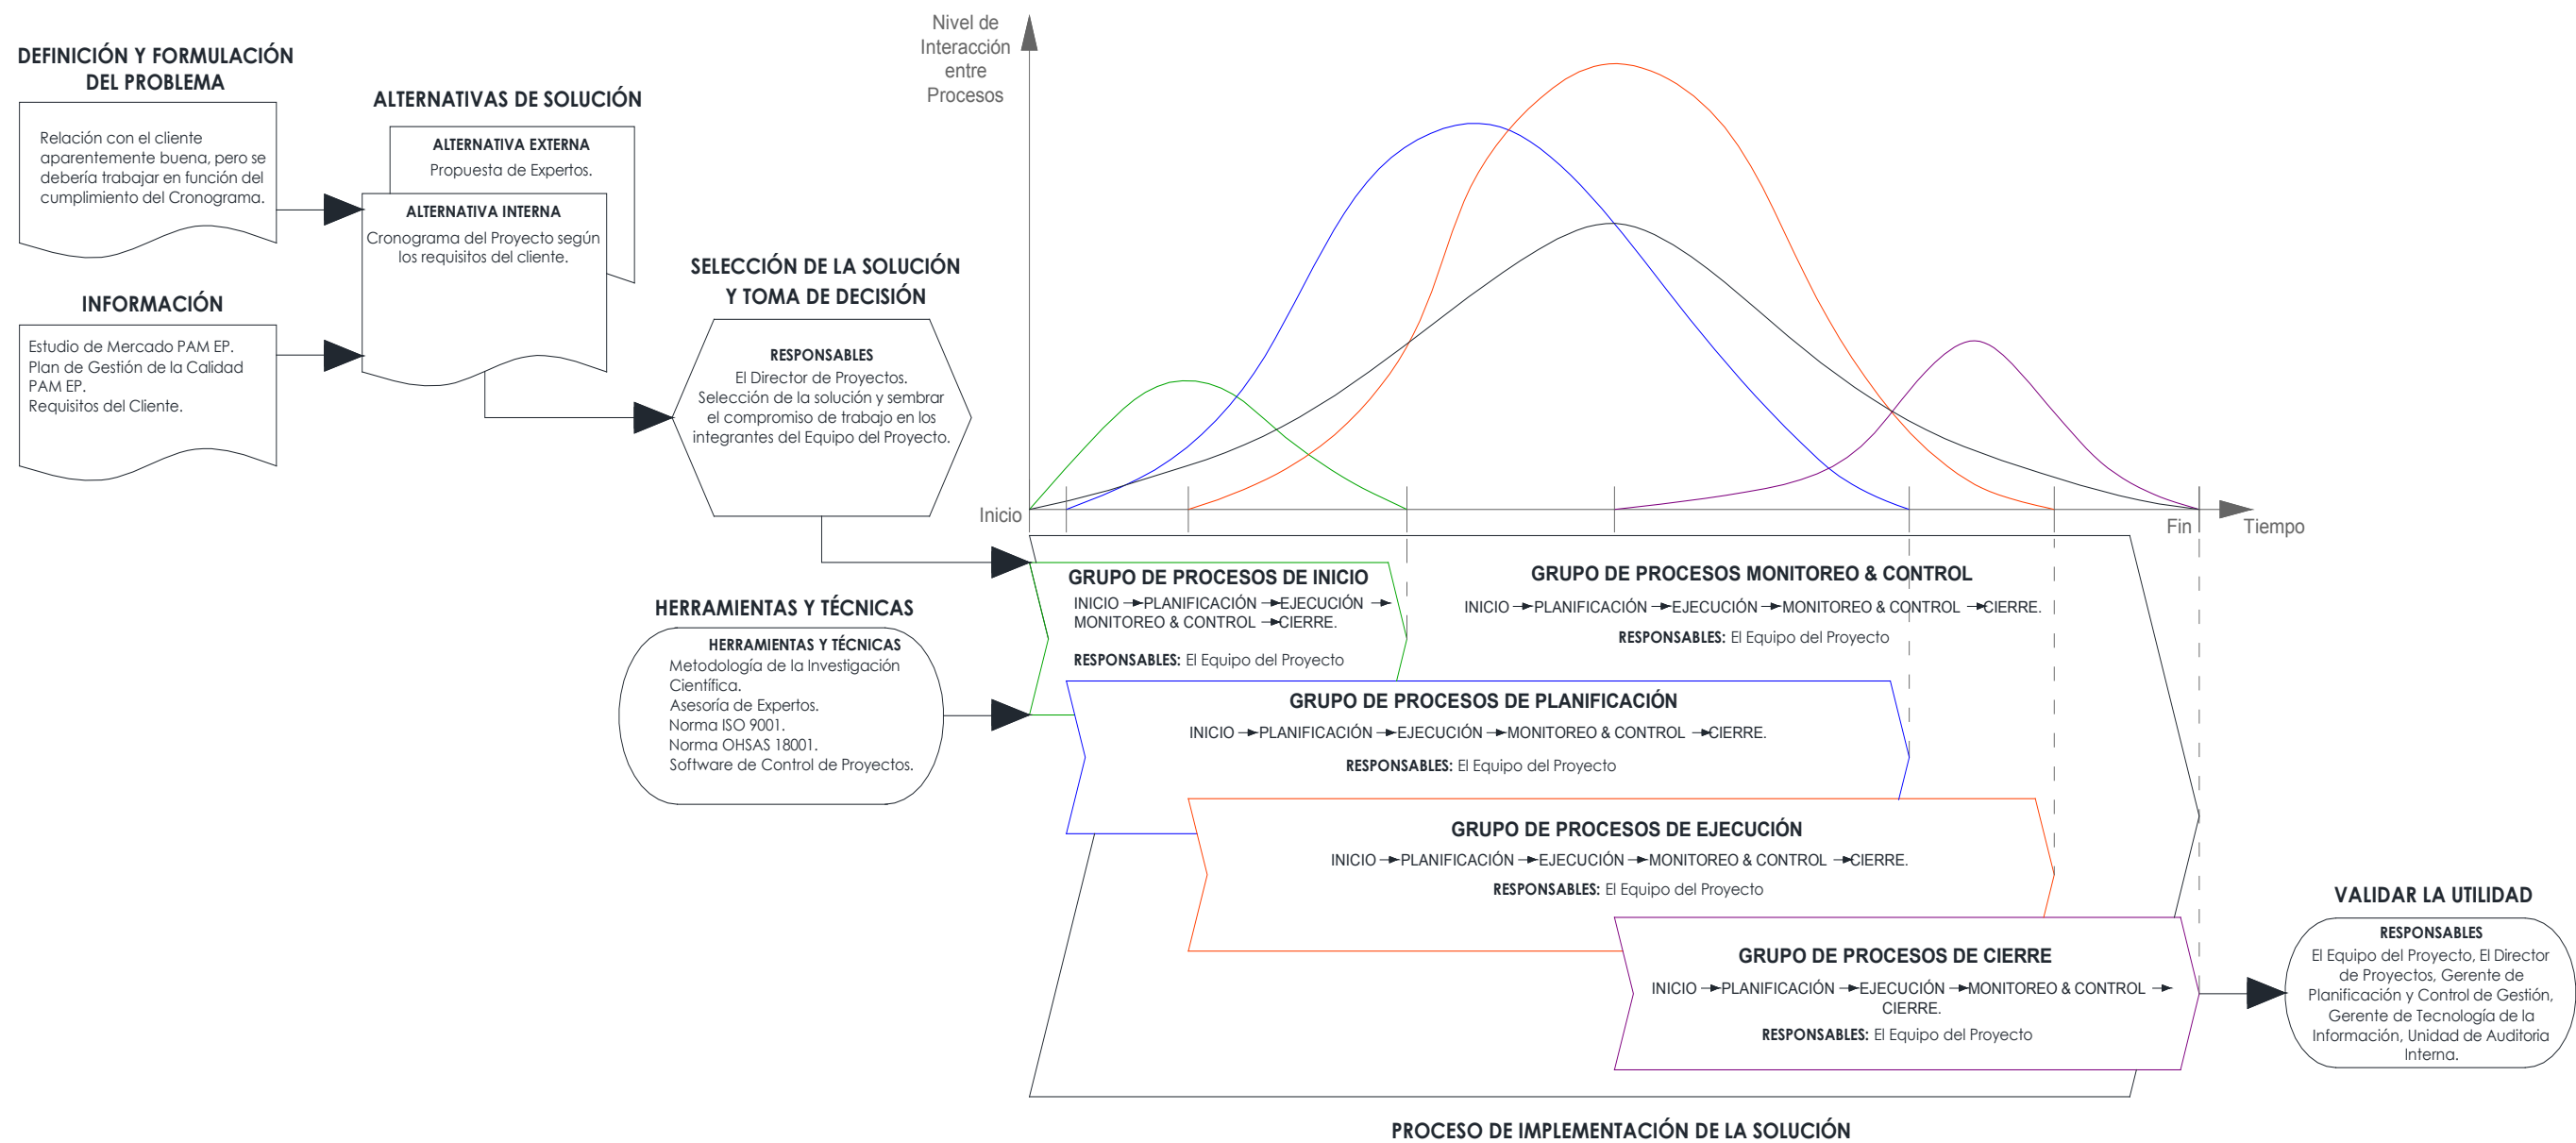 DEFINICIÓN Y FORMULACIÓN
DEL PROBLEMA
Relación con el cliente
aparentemente buena, pero se
debería trabajar en función del
cumplimiento del Cronograma.
INFORMACIÓN
Estudio de Mercado PAM EP.
Plan de Gestión de la Calidad
PAM EP.
Requisitos del Cliente.
ALTERNATIVAS DE SOLUCIÓN
ALTERNATIVA EXTERNA
Propuesta de Expertos.
ALTERNATIVA INTERNA
Cronograma del Proyecto según
los requisitos del cliente.
SELECCIÓN DE LA SOLUCIÓN
Y TOMA DE DECISIÓN
RESPONSABLES
El Director de Proyectos.
Selección de la solución y sembrar
el compromiso de trabajo en los
integrantes del Equipo del Proyecto.
HERRAMIENTAS Y TÉCNICAS
HERRAMIENTAS Y TÉCNICAS
Metodología de la Investigación
Científica.
Asesoría de Expertos.
Norma ISO 9001.
Norma OHSAS 18001.
Software de Control de Proyectos.
Nivel de
Interacción
entre
Procesos
Inicio
Fin
Tiempo
GRUPO DE PROCESOS DE INICIO
INICIO PLANIFICACIÓN EJECUCIÓN
MONITOREO & CONTROL CIERRE.
RESPONSABLES: El Equipo del Proyecto
GRUPO DE PROCESOS MONITOREO & CONTROL
INICIO PLANIFICACIÓN EJECUCIÓN MONITOREO & CONTROL CIERRE.
RESPONSABLES: El Equipo del Proyecto
GRUPO DE PROCESOS DE PLANIFICACIÓN
INICIO PLANIFICACIÓN EJECUCIÓN MONITOREO & CONTROL CIERRE.
RESPONSABLES: El Equipo del Proyecto
GRUPO DE PROCESOS DE EJECUCIÓN
INICIO PLANIFICACIÓN EJECUCIÓN MONITOREO & CONTROL CIERRE.
RESPONSABLES: El Equipo del Proyecto
GRUPO DE PROCESOS DE CIERRE
INICIO PLANIFICACIÓN EJECUCIÓN MONITOREO & CONTROL
CIERRE.
RESPONSABLES: El Equipo del Proyecto
VALIDAR LA UTILIDAD
RESPONSABLES
El Equipo del Proyecto, El Director
de Proyectos, Gerente de
Planificación y Control de Gestión,
Gerente de Tecnología de la
Información, Unidad de Auditoria
Interna.
PROCESO DE IMPLEMENTACIÓN DE LA SOLUCIÓN